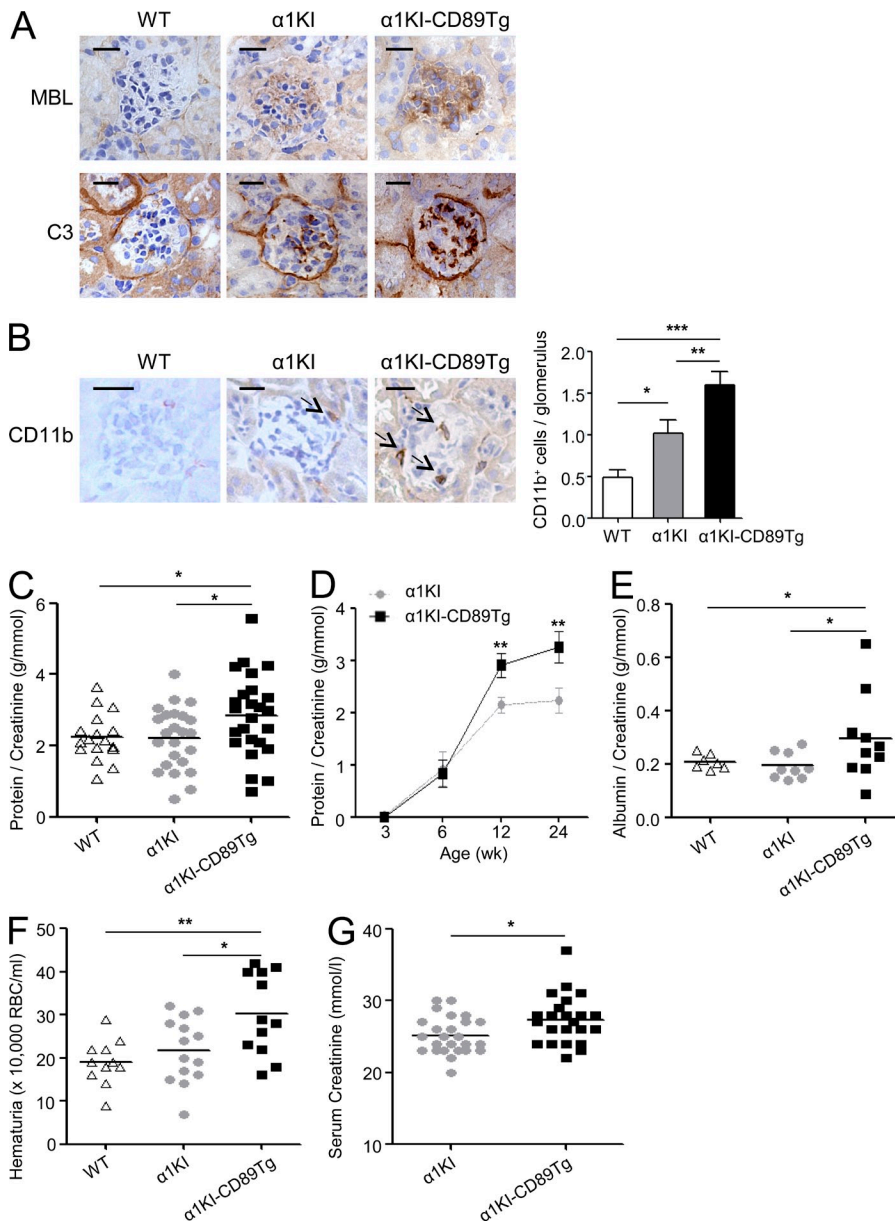 A
WT α1KI α1KI-CD89Tg
MBL
C3
B
WT α1KI α1KI-CD89Tg
CD11b
CD11b⁺ cells / glomerulus
2.0
1.5
1.0
0.5
0.0
***
**
*
WT α1KI α1KI-CD89Tg
C
Protein / Creatinine (g/mmol)
6
4
2
0
*
*
WT α1KI α1KI-CD89Tg
D
α1KI
α1KI-CD89Tg
Protein / Creatinine (g/mmol)
4
3
2
1
0
** **
3 6 12 24
Age (wk)
E
Albumin / Creatinine (g/mmol)
0.8
0.6
0.4
0.2
0.0
*
*
WT α1KI α1KI-CD89Tg
F
Hematuria (x 10,000 RBC/ml)
50
40
30
20
10
0
**
*
WT α1KI α1KI-CD89Tg
G
Serum Creatinine (mmol/l)
40
30
20
10
*
α1KI α1KI-CD89Tg